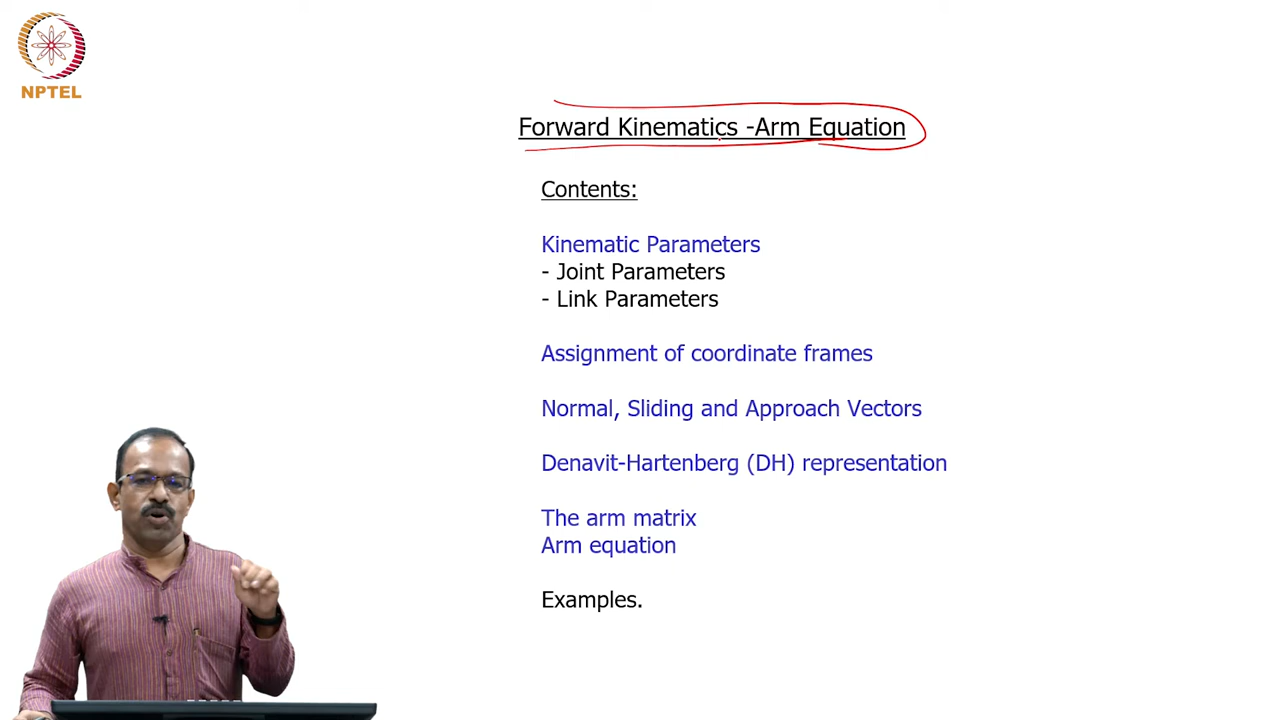 NPTEL
Forward Kinematics -Arm Equation
Contents:
Kinematic Parameters
- Joint Parameters
- Link Parameters
Assignment of coordinate frames
Normal, Sliding and Approach Vectors
Denavit-Hartenberg (DH) representation
The arm matrix
Arm equation
Examples.